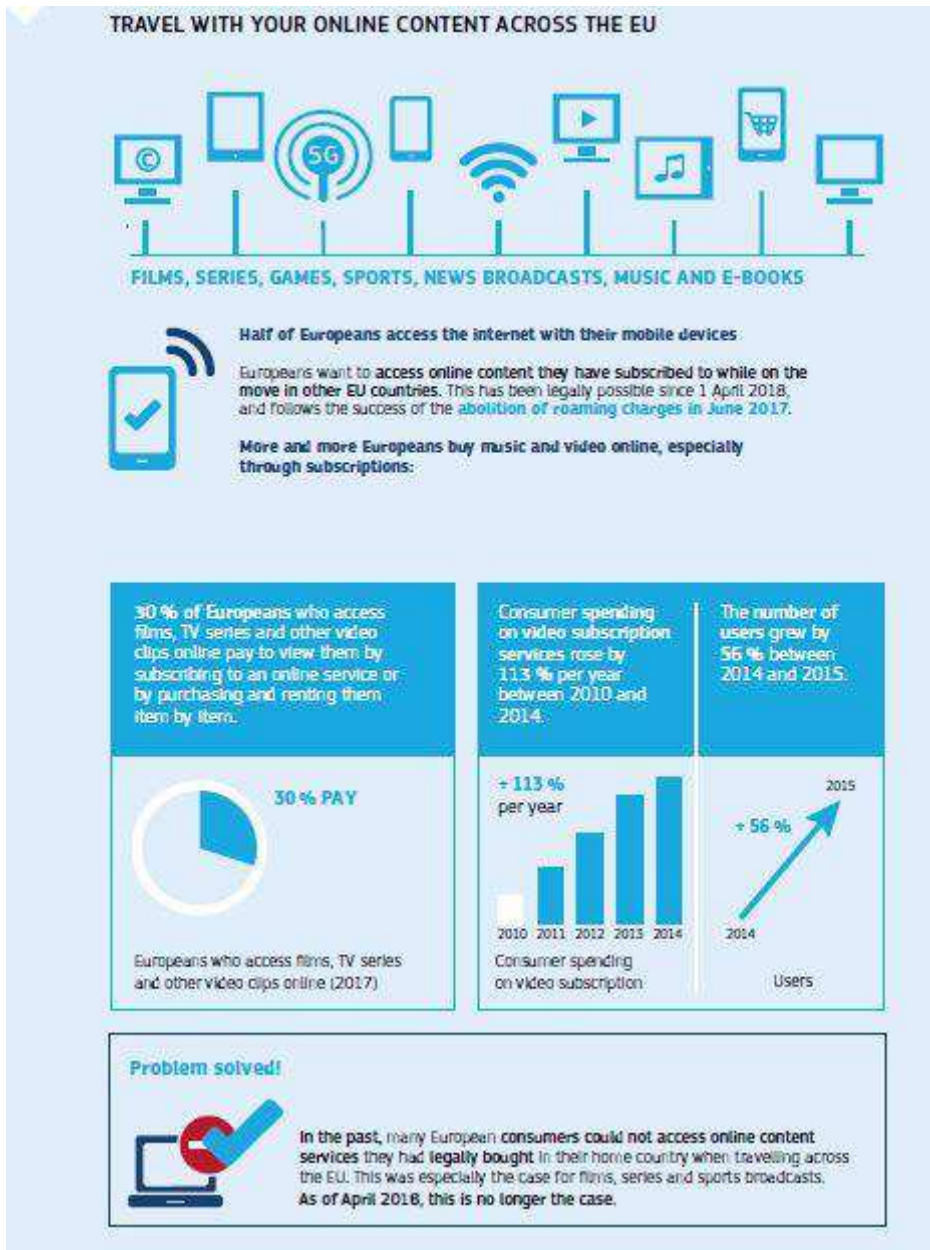 TRAVEL WITH YOUR ONLINE CONTENT ACROSS THE EU
©
5G
FILMS, SERIES, GAMES, SPORTS, NEWS BROADCASTS, MUSIC AND E-BOOKS
Half of Europeans access the internet with their mobile devices
Europeans want to access online content they have subscribed to while on the
move in other EU countries. This has been legally possible since 1 April 2018,
and follows the success of the abolition of roaming charges in June 2017.
More and more Europeans buy music and video online, especially
through subscriptions:
30 % of Europeans who access
films, TV series and other video
clips online pay to view them by
subscribing to an online service or
by purchasing and renting them
item by item.
30 % PAY
Europeans who access films, TV series
and other video clips online (2017)
Consumer spending
on video subscription
services rose by
113 % per year
between 2010 and
2014.
+ 113 %
per year
2010 2011 2012 2013 2014
Consumer spending
on video subscription
The number of
users grew by
56 % between
2014 and 2015.
2015
+ 56 %
2014
Users
Problem solved!
In the past, many European consumers could not access online content
services they had legally bought in their home country when travelling across
the EU. This was especially the case for films, series and sports broadcasts.
As of April 2018, this is no longer the case.